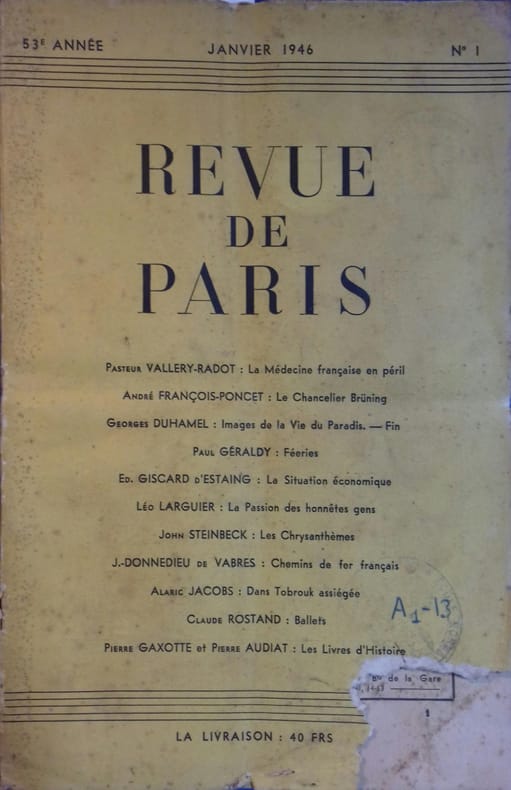 53E ANNÉE JANVIER 1946 N° 1
REVUE
DE
PARIS
PASTEUR VALLERY-RADOT : La Médecine française en péril
ANDRÉ FRANÇOIS-PONCET : Le Chancelier Brüning
GEORGES DUHAMEL : Images de la Vie du Paradis. — Fin
PAUL GÉRALDY : Féeries
ED. GISCARD D'ESTAING : La Situation économique
LÉO LARGUIER : La Passion des honnêtes gens
JOHN STEINBECK : Les Chrysanthèmes
J.-DONNEDIEU DE VABRES : Chemins de fer français
ALARIC JACOBS : Dans Tobrouk assiégée
CLAUDE ROSTAND : Ballets
A1-13
PIERRE GAXOTTE et PIERRE AUDIAT : Les Livres d'Histoire
Bd de la Gare
LA LIVRAISON : 40 FRS